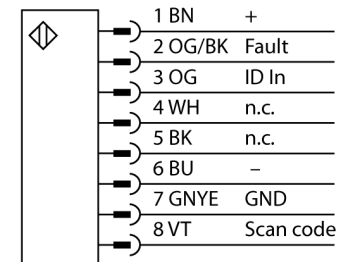 1 BN +
2 OG/BK Fault
3 OG ID In
4 WH n.c.
5 BK n.c.
6 BU –
7 GNYE GND
8 VT Scan code